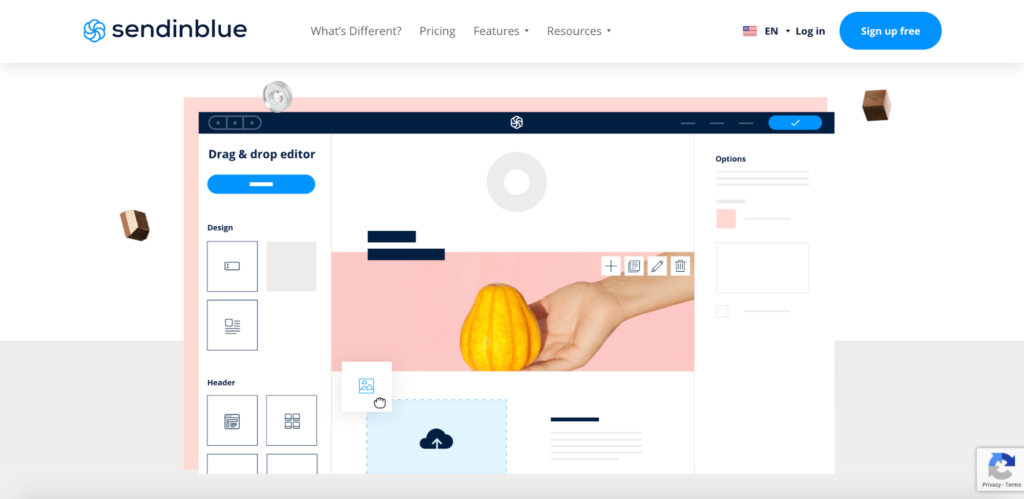 sendinblue
What's Different? Pricing Features Resources
EN Log in Sign up free
Drag & drop editor
Options
Design
Header
Privacy - Terms